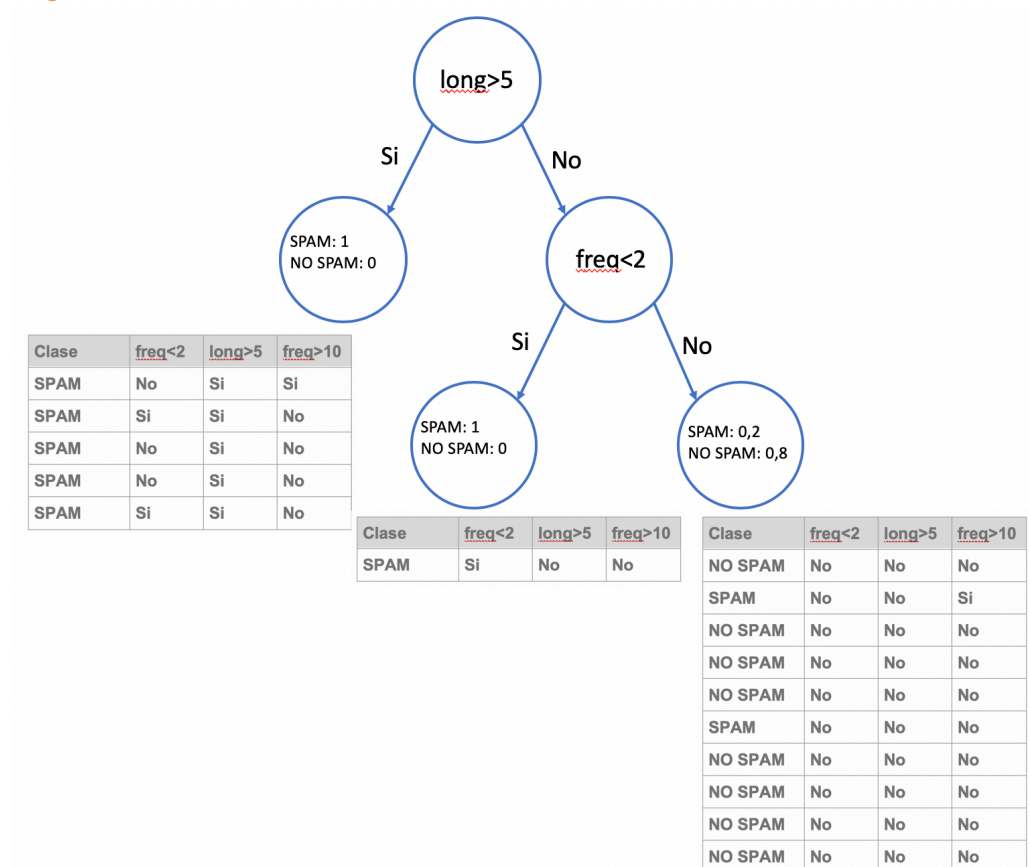 long>5
Si
No
SPAM: 1
NO SPAM: 0
freq<2
Si
No
SPAM: 1
NO SPAM: 0
SPAM: 0,2
NO SPAM: 0,8
Clase freq<2 long>5 freq>10
SPAM No Si Si
SPAM Si Si No
SPAM No Si No
SPAM No Si No
SPAM Si Si No
Clase freq<2 long>5 freq>10
SPAM Si No No
Clase freq<2 long>5 freq>10
NO SPAM No No No
SPAM No No Si
NO SPAM No No No
NO SPAM No No No
NO SPAM No No No
SPAM No No No
NO SPAM No No No
NO SPAM No No No
NO SPAM No No No
NO SPAM No No No